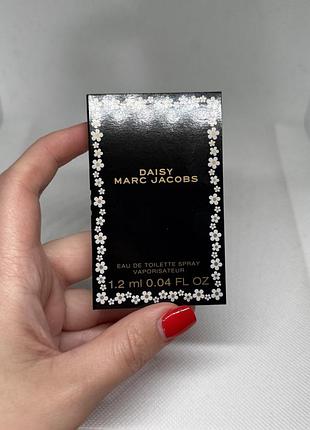 DAISY
MARC JACOBS
EAU DE TOILETTE SPRAY
VAPORISATEUR
1.2 ml 0.04 FL OZ